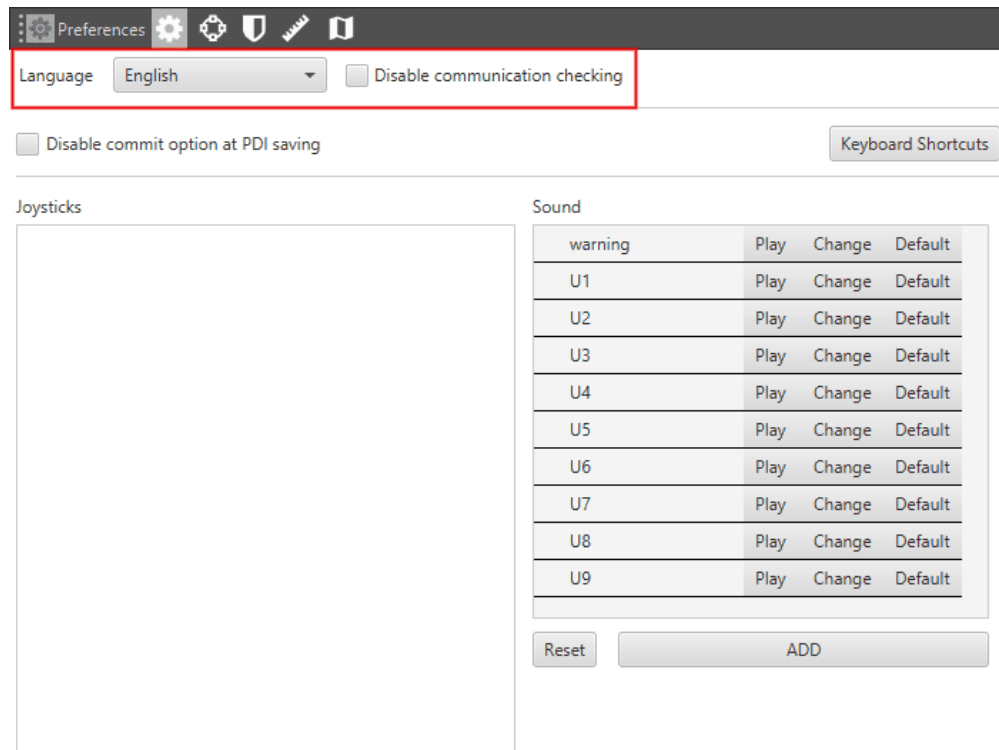 Preferences
Language English Disable communication checking
Disable commit option at PDI saving Keyboard Shortcuts
Joysticks Sound
warning Play Change Default
U1 Play Change Default
U2 Play Change Default
U3 Play Change Default
U4 Play Change Default
U5 Play Change Default
U6 Play Change Default
U7 Play Change Default
U8 Play Change Default
U9 Play Change Default
Reset ADD